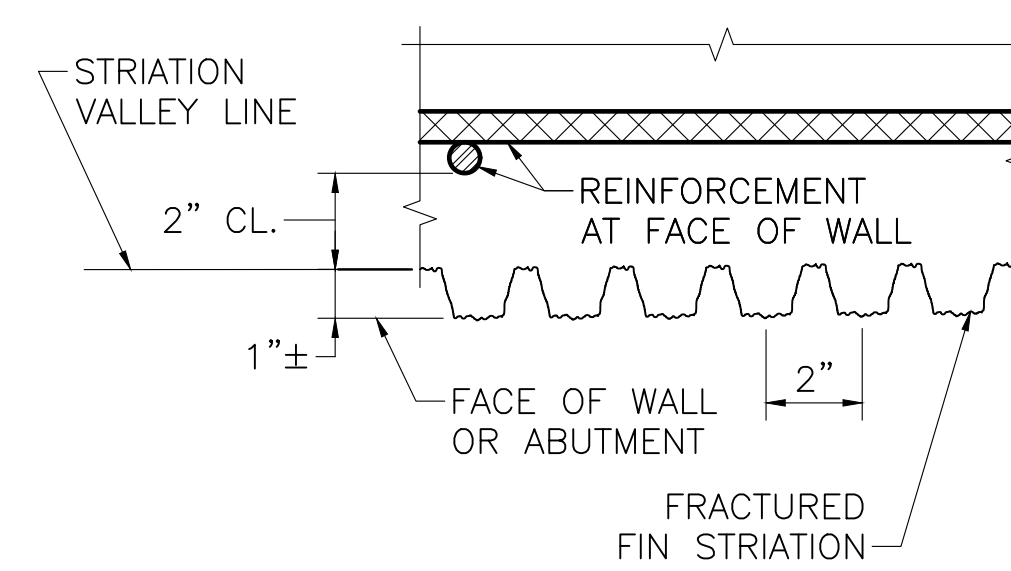 STRIATION
VALLEY LINE
REINFORCEMENT
AT FACE OF WALL
2” CL.
1”±
2”
FACE OF WALL
OR ABUTMENT
FRACTURED
FIN STRIATION